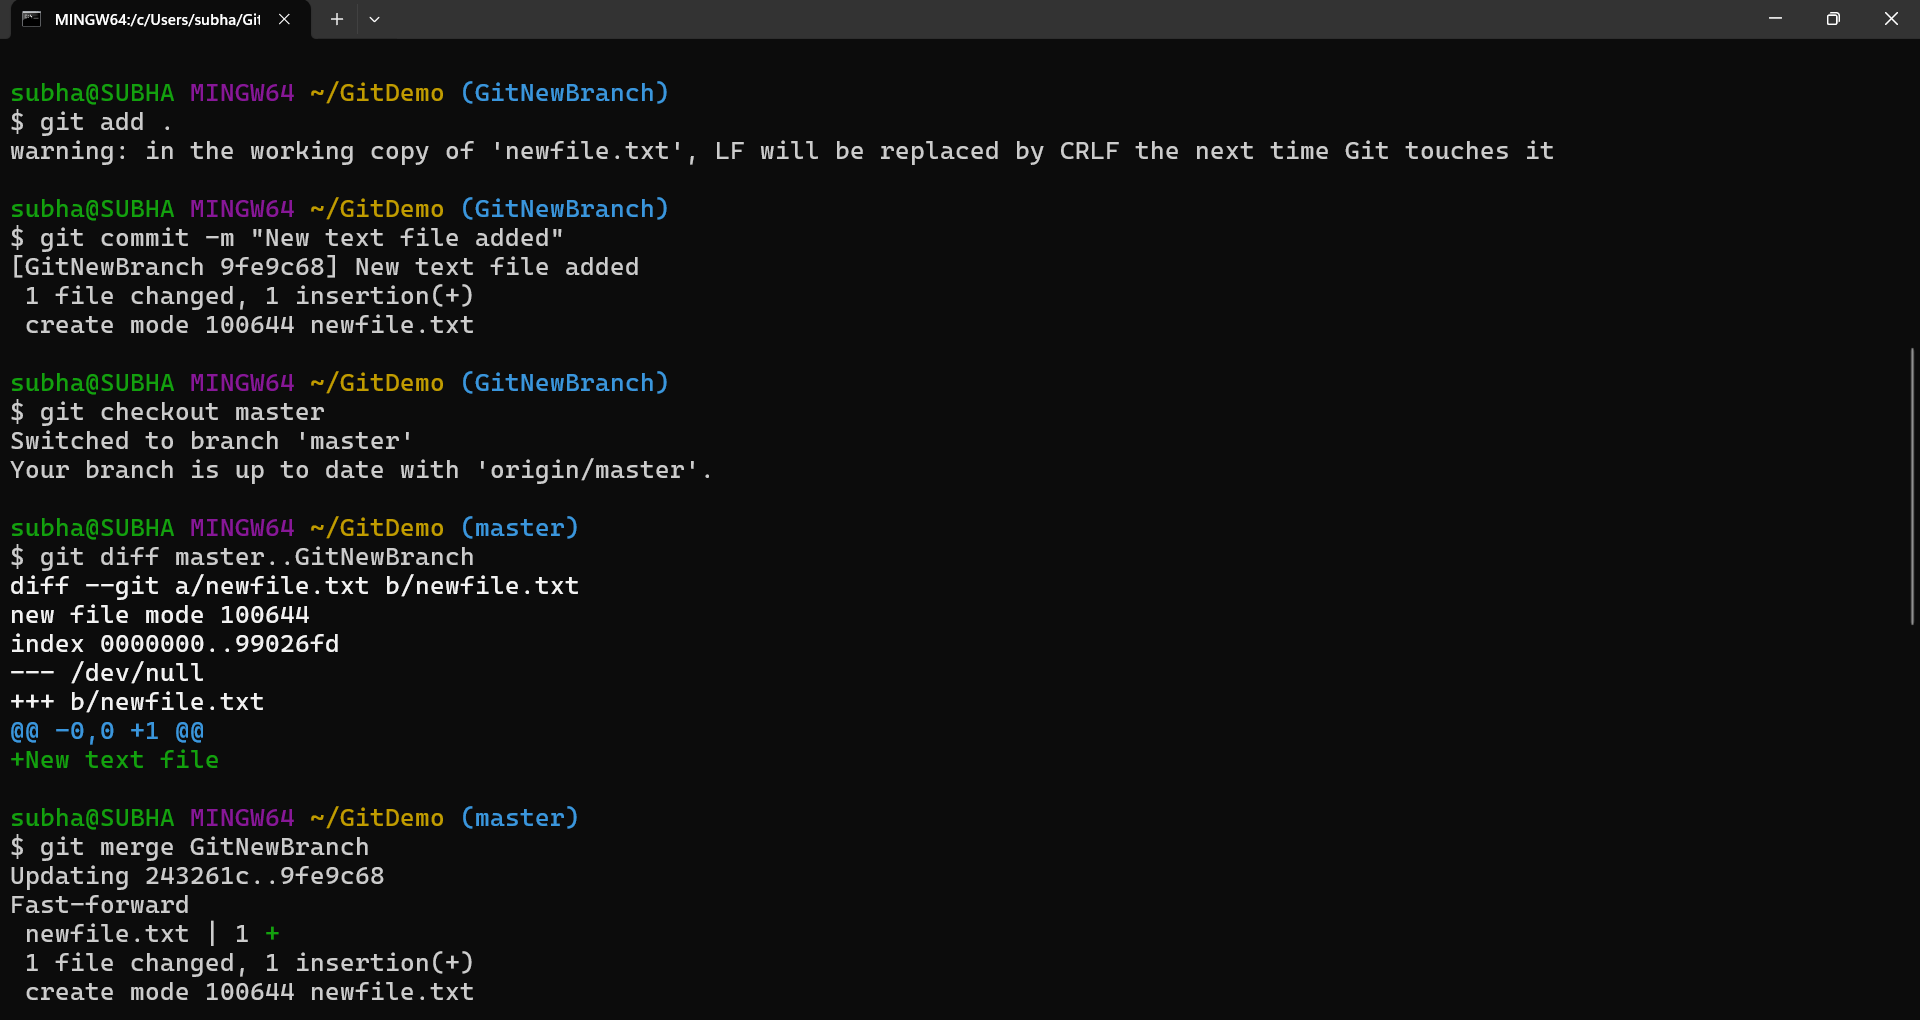 MINGW64:/c/Users/subha/Git
subha@SUBHA MINGW64 ~/GitDemo (GitNewBranch)
$ git add .
warning: in the working copy of 'newfile.txt', LF will be replaced by CRLF the next time Git touches it
subha@SUBHA MINGW64 ~/GitDemo (GitNewBranch)
$ git commit -m "New text file added"
[GitNewBranch 9fe9c68] New text file added
 1 file changed, 1 insertion(+)
 create mode 100644 newfile.txt
subha@SUBHA MINGW64 ~/GitDemo (GitNewBranch)
$ git checkout master
Switched to branch 'master'
Your branch is up to date with 'origin/master'.
subha@SUBHA MINGW64 ~/GitDemo (master)
$ git diff master..GitNewBranch
diff --git a/newfile.txt b/newfile.txt
new file mode 100644
index 0000000..99026fd
--- /dev/null
+++ b/newfile.txt
@@ -0,0 +1 @@
+New text file
subha@SUBHA MINGW64 ~/GitDemo (master)
$ git merge GitNewBranch
Updating 243261c..9fe9c68
Fast-forward
 newfile.txt | 1 +
 1 file changed, 1 insertion(+)
 create mode 100644 newfile.txt